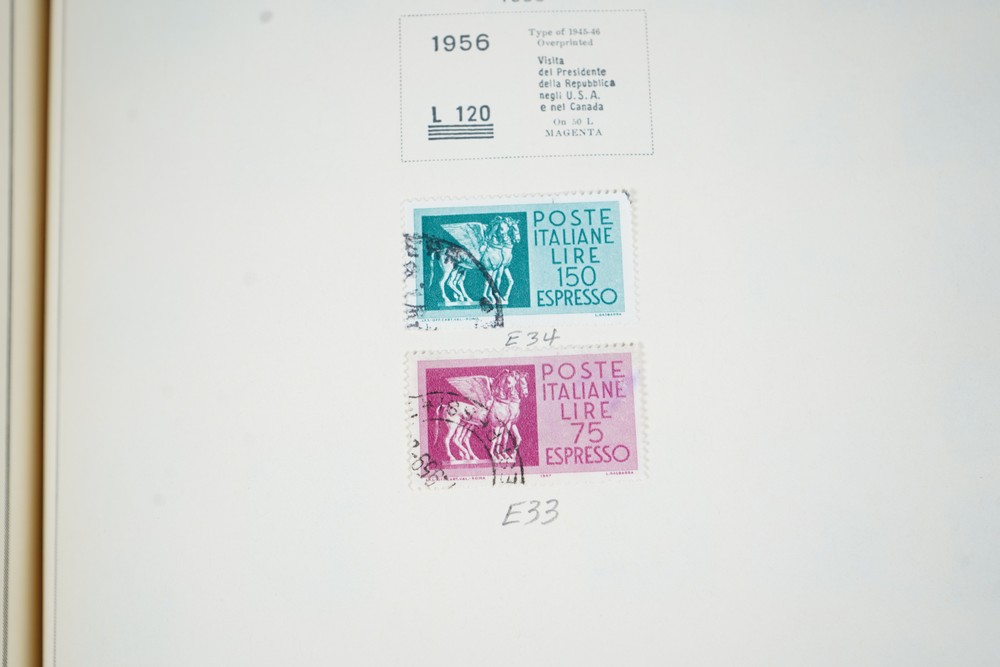 1956
Type of 1945-46
Overprinted
Visita
del Presidente
della Repubblica
negli U.S.A.
e nel Canada
L 120
On 50 L
MAGENTA
POSTE
ITALIANE
LIRE
150
ESPRESSO
E34
POSTE
ITALIANE
LIRE
75
ESPRESSO
E33